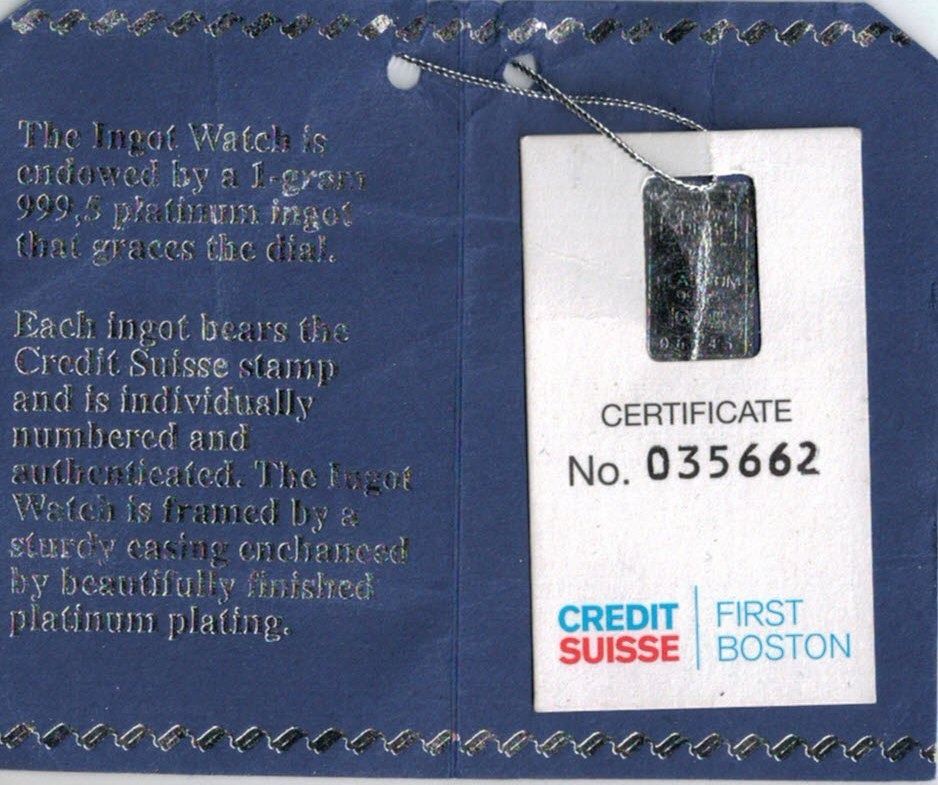 The Ingot Watch is
endowed by a 1-gram
999,5 platinum ingot
that graces the dial.
Each ingot bears the
Credit Suisse stamp
and is individually
numbered and
authenticated. The Ingot
Watch is framed by a
sturdy casing enchanced
by beautifully finished
platinum plating.
CERTIFICATE
No. 035662
CREDIT SUISSE
FIRST BOSTON